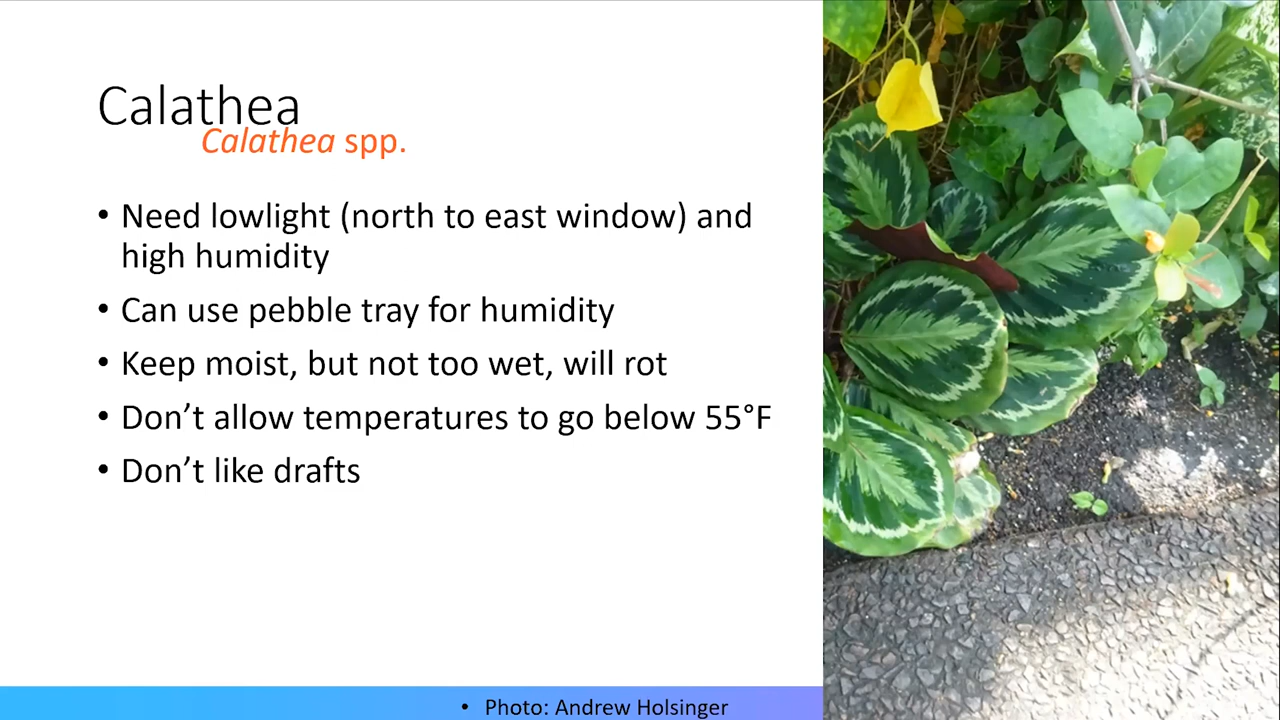 Calathea
Calathea spp.
• Need lowlight (north to east window) and
high humidity
• Can use pebble tray for humidity
• Keep moist, but not too wet, will rot
• Don’t allow temperatures to go below 55°F
• Don’t like drafts
• Photo: Andrew Holsinger